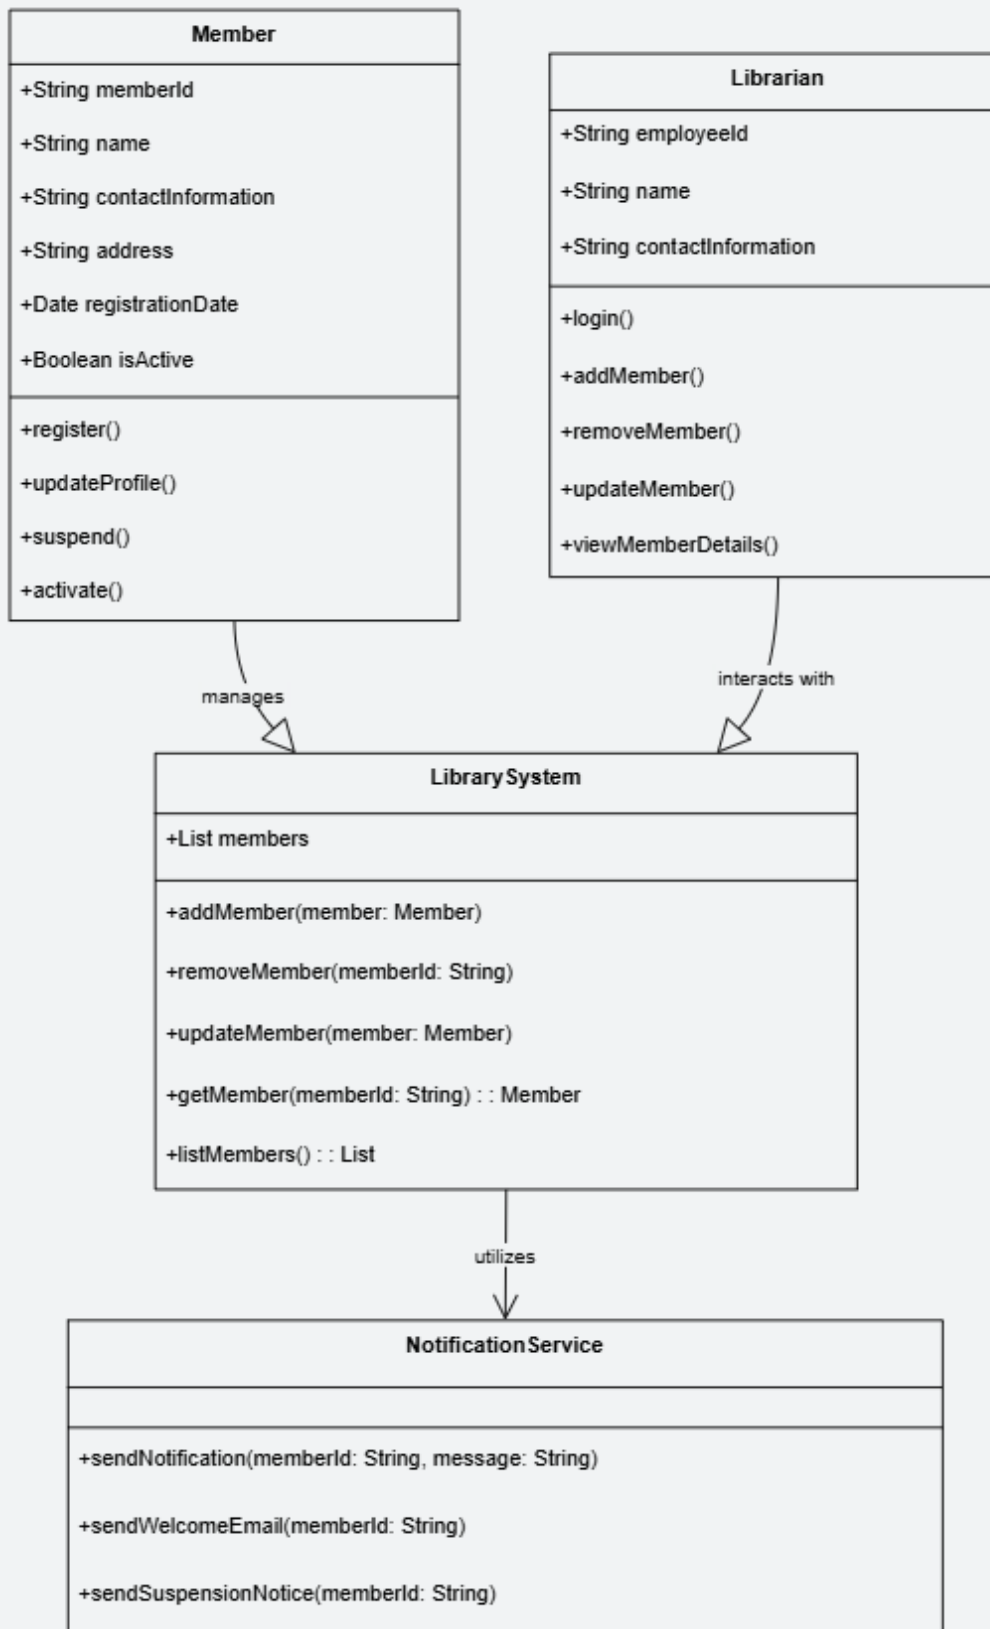 Member
+String memberId
+String name
+String contactInformation
+String address
+Date registrationDate
+Boolean isActive
+register()
+updateProfile()
+suspend()
+activate()
Librarian
+String employeeId
+String name
+String contactInformation
+login()
+addMember()
+removeMember()
+updateMember()
+viewMemberDetails()
manages
interacts with
LibrarySystem
+List members
+addMember(member: Member)
+removeMember(memberId: String)
+updateMember(member: Member)
+getMember(memberId: String) : : Member
+listMembers() : : List
utilizes
NotificationService
+sendNotification(memberId: String, message: String)
+sendWelcomeEmail(memberId: String)
+sendSuspensionNotice(memberId: String)